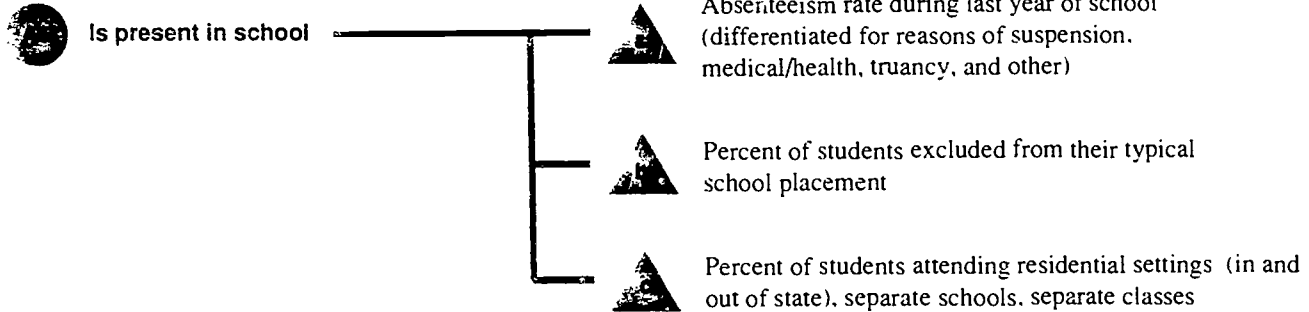 Is present in school
Absenteeism rate during last year of school
(differentiated for reasons of suspension.
medical/health, truancy, and other)
Percent of students excluded from their typical
school placement
Percent of students attending residential settings (in and
out of state), separate schools. separate classes